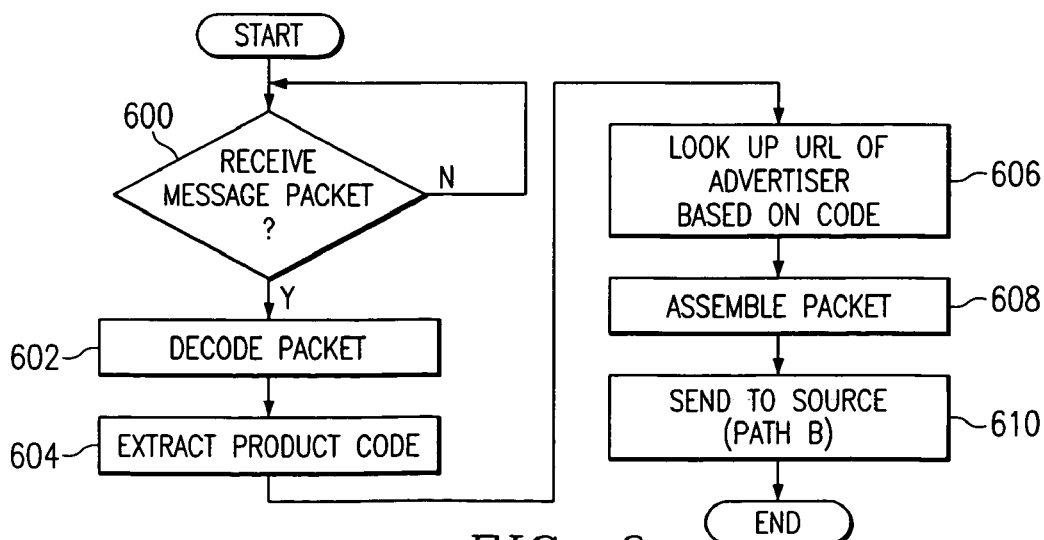 START
600
RECEIVE
MESSAGE PACKET
?
N
Y
602
DECODE PACKET
604
EXTRACT PRODUCT CODE
LOOK UP URL OF
ADVERTISER
BASED ON CODE
606
ASSEMBLE PACKET
608
SEND TO SOURCE
(PATH B)
610
END